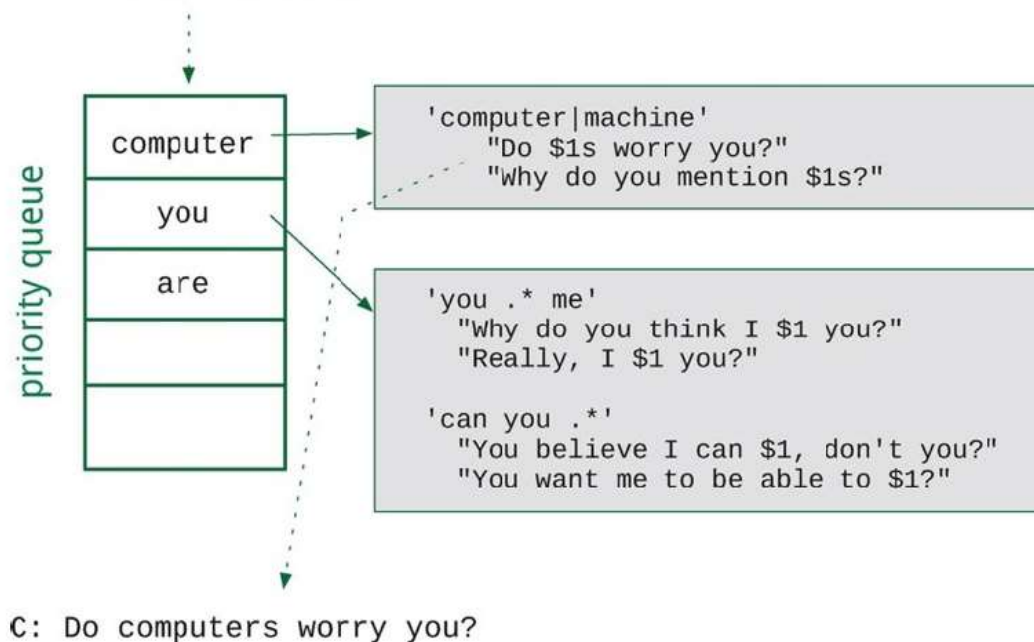 priority queue
computer
you
are
'computer|machine'
"Do $1s worry you?"
"Why do you mention $1s?"
'you .* me'
"Why do you think I $1 you?"
"Really, I $1 you?"
'can you .*'
"You believe I can $1, don't you?"
"You want me to be able to $1?"
C: Do computers worry you?